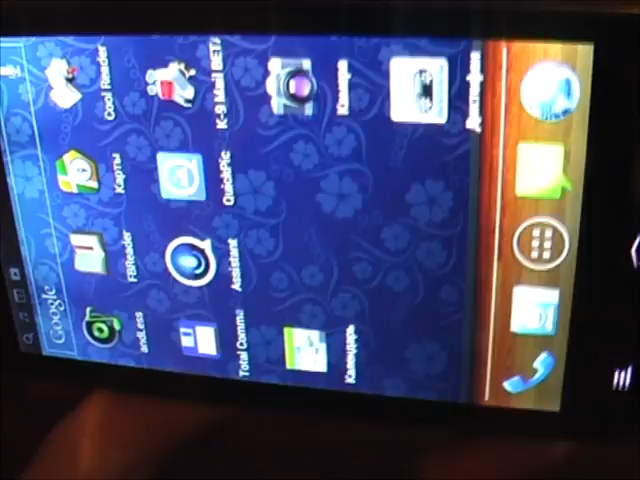 Google
andLess
FBReader
Карты
Cool Reader
Total Comma
Assistant
QuickPic
K-9 Mail BETA
Календарь
Камера